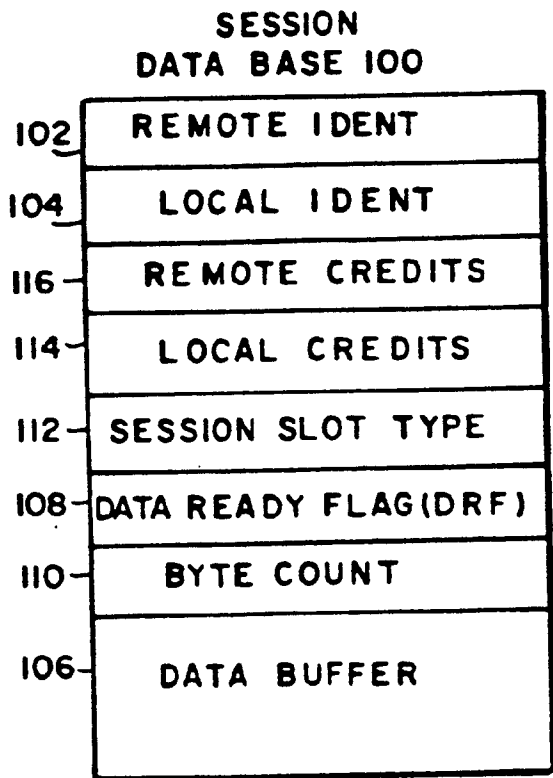 SESSION
DATA BASE 100
102 REMOTE IDENT
104 LOCAL IDENT
116 REMOTE CREDITS
114 LOCAL CREDITS
112 SESSION SLOT TYPE
108 DATA READY FLAG(DRF)
110 BYTE COUNT
106 DATA BUFFER